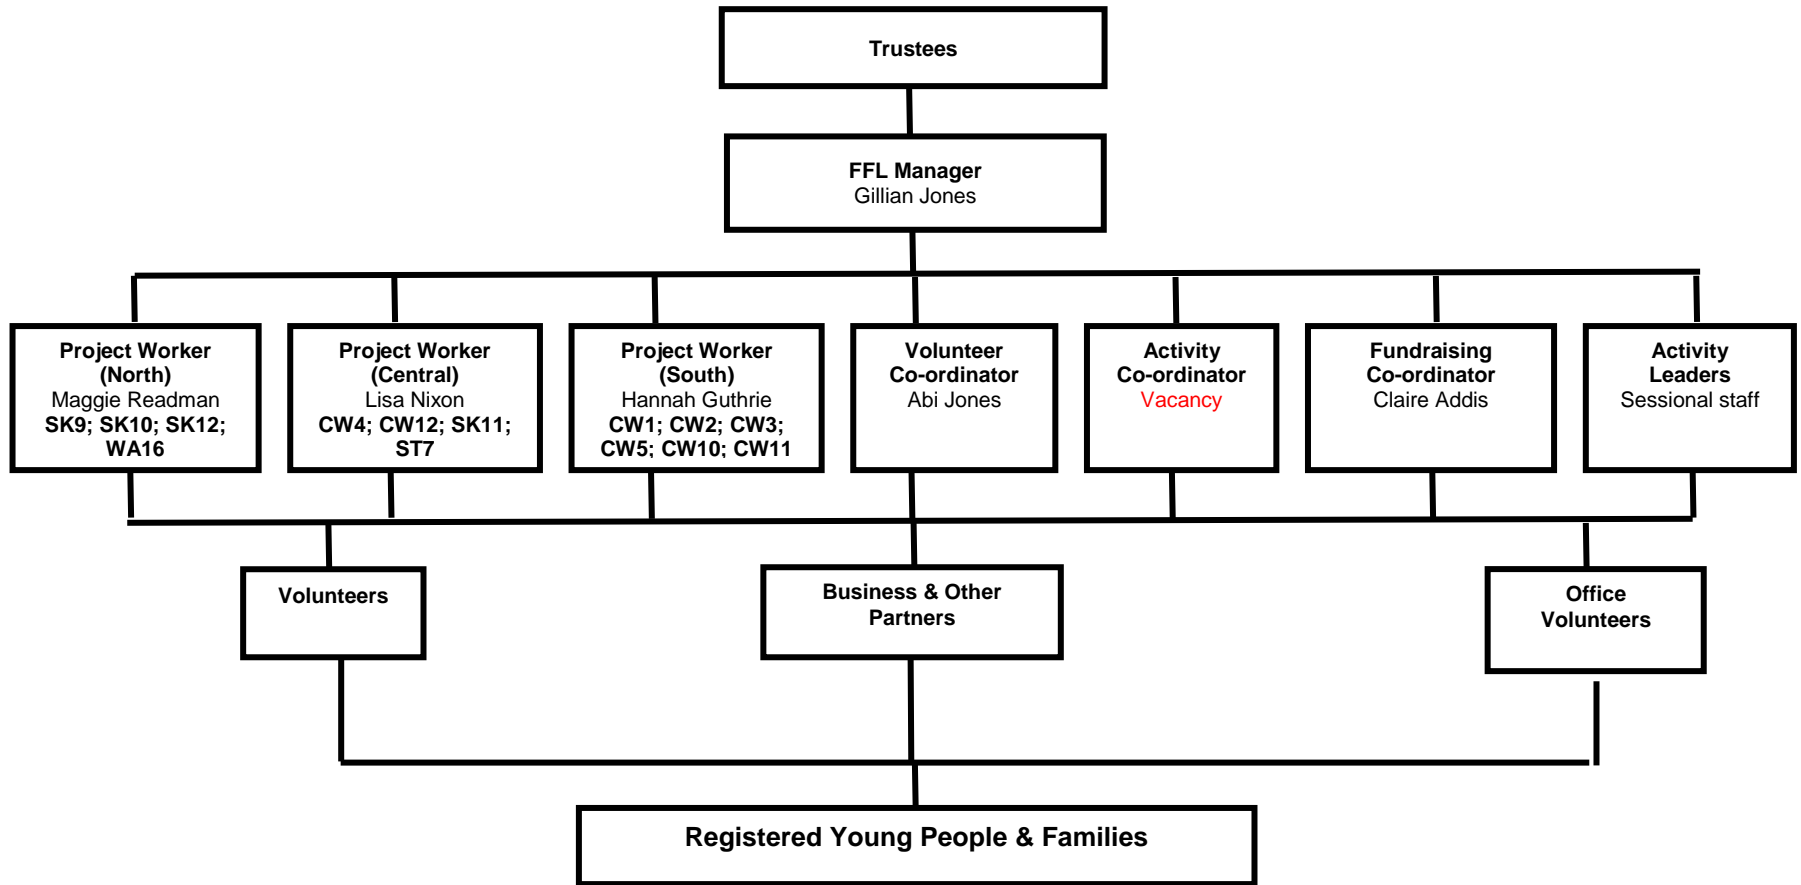 Trustees
FFL Manager
Gillian Jones
Project Worker
(North)
Maggie Readman
SK9; SK10; SK12;
WA16
Project Worker
(Central)
Lisa Nixon
CW4; CW12; SK11;
ST7
Project Worker
(South)
Hannah Guthrie
CW1; CW2; CW3;
CW5; CW10; CW11
Volunteer
Co-ordinator
Abi Jones
Activity
Co-ordinator
Vacancy
Fundraising
Co-ordinator
Claire Addis
Activity
Leaders
Sessional staff
Volunteers
Business & Other
Partners
Office
Volunteers
Registered Young People & Families